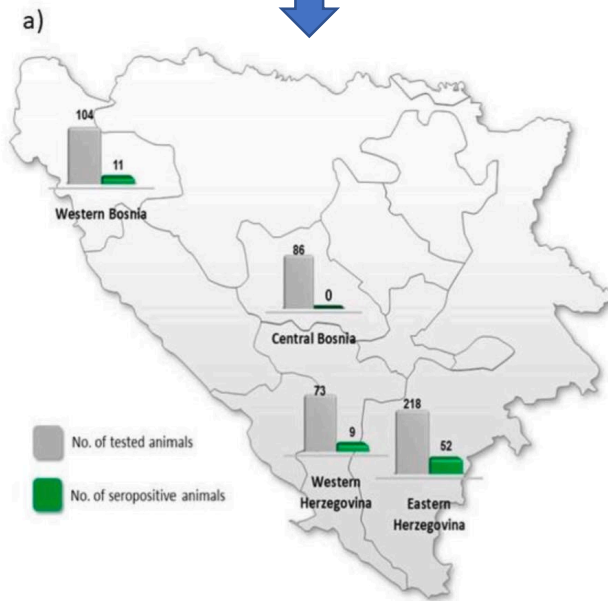 a)
104
11
Western Bosnia
86
0
Central Bosnia
73
9
Western
Herzegovina
218
52
Eastern
Herzegovina
No. of tested animals
No. of seropositive animals